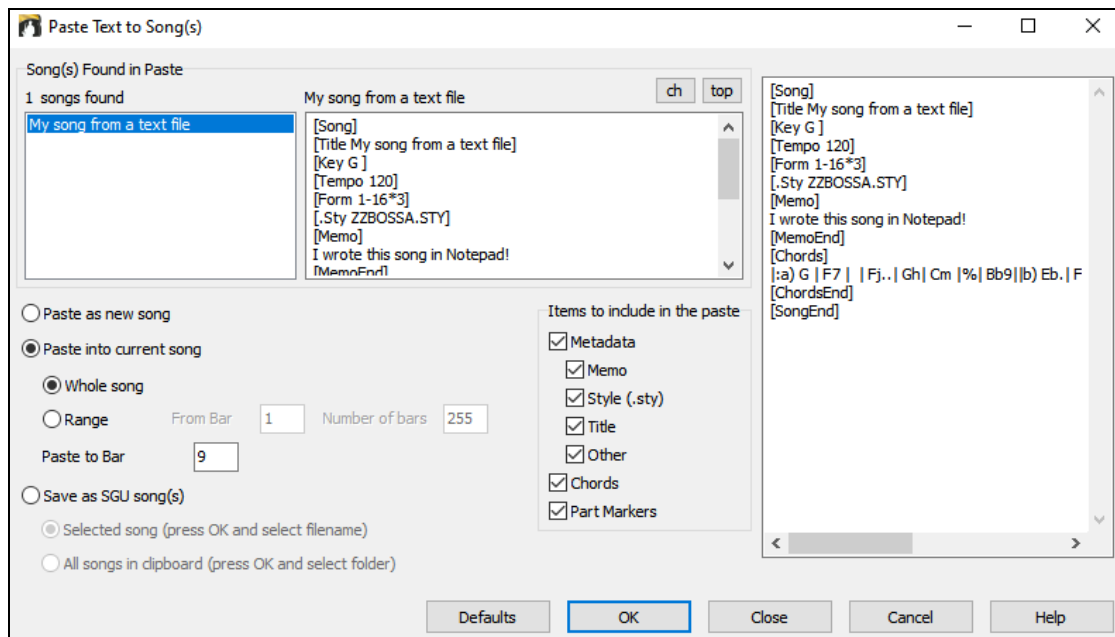 Paste Text to Song(s)
Song(s) Found in Paste
1 songs found
My song from a text file
ch
top
My song from a text file
[Song]
[Title My song from a text file]
[Key G ]
[Tempo 120]
[Form 1-16*3]
[.Sty ZZBOSSA.STY]
[Memo]
I wrote this song in Notepad!
[MemoEnd]
[Song]
[Title My song from a text file]
[Key G ]
[Tempo 120]
[Form 1-16*3]
[.Sty ZZBOSSA.STY]
[Memo]
I wrote this song in Notepad!
[MemoEnd]
[Chords]
|:a) G | F7 |  | Fj..| Gh| Cm |%| Bb9||b) Eb.| F
[ChordsEnd]
[SongEnd]
Paste as new song
Paste into current song
Whole song
Range From Bar 1 Number of bars 255
Paste to Bar 9
Save as SGU song(s)
Selected song (press OK and select filename)
All songs in clipboard (press OK and select folder)
Items to include in the paste
Metadata
Memo
Style (.sty)
Title
Other
Chords
Part Markers
Defaults
OK
Close
Cancel
Help